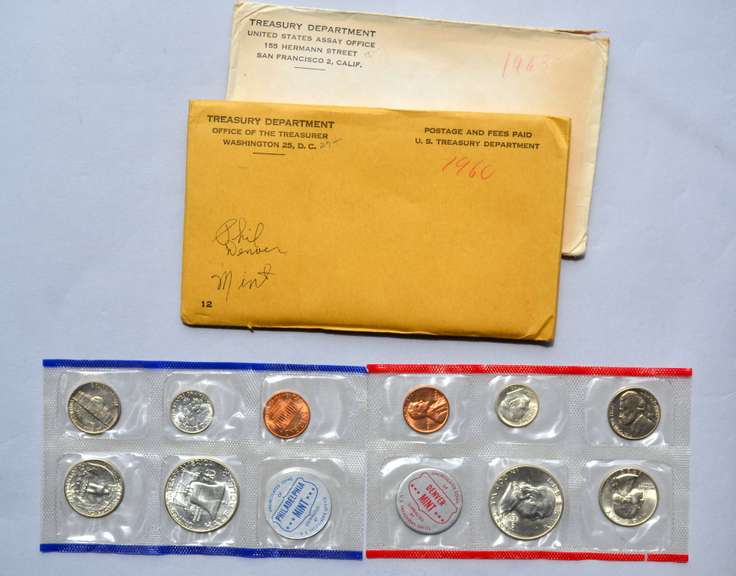 TREASURY DEPARTMENT
UNITED STATES ASSAY OFFICE
155 HERMANN STREET
SAN FRANCISCO 2, CALIF.
TREASURY DEPARTMENT
OFFICE OF THE TREASURER
WASHINGTON 25, D. C.
POSTAGE AND FEES PAID
U. S. TREASURY DEPARTMENT
1960
Phil
Denver
Mint
12
PHILADELPHIA
MINT
DENVER
MINT